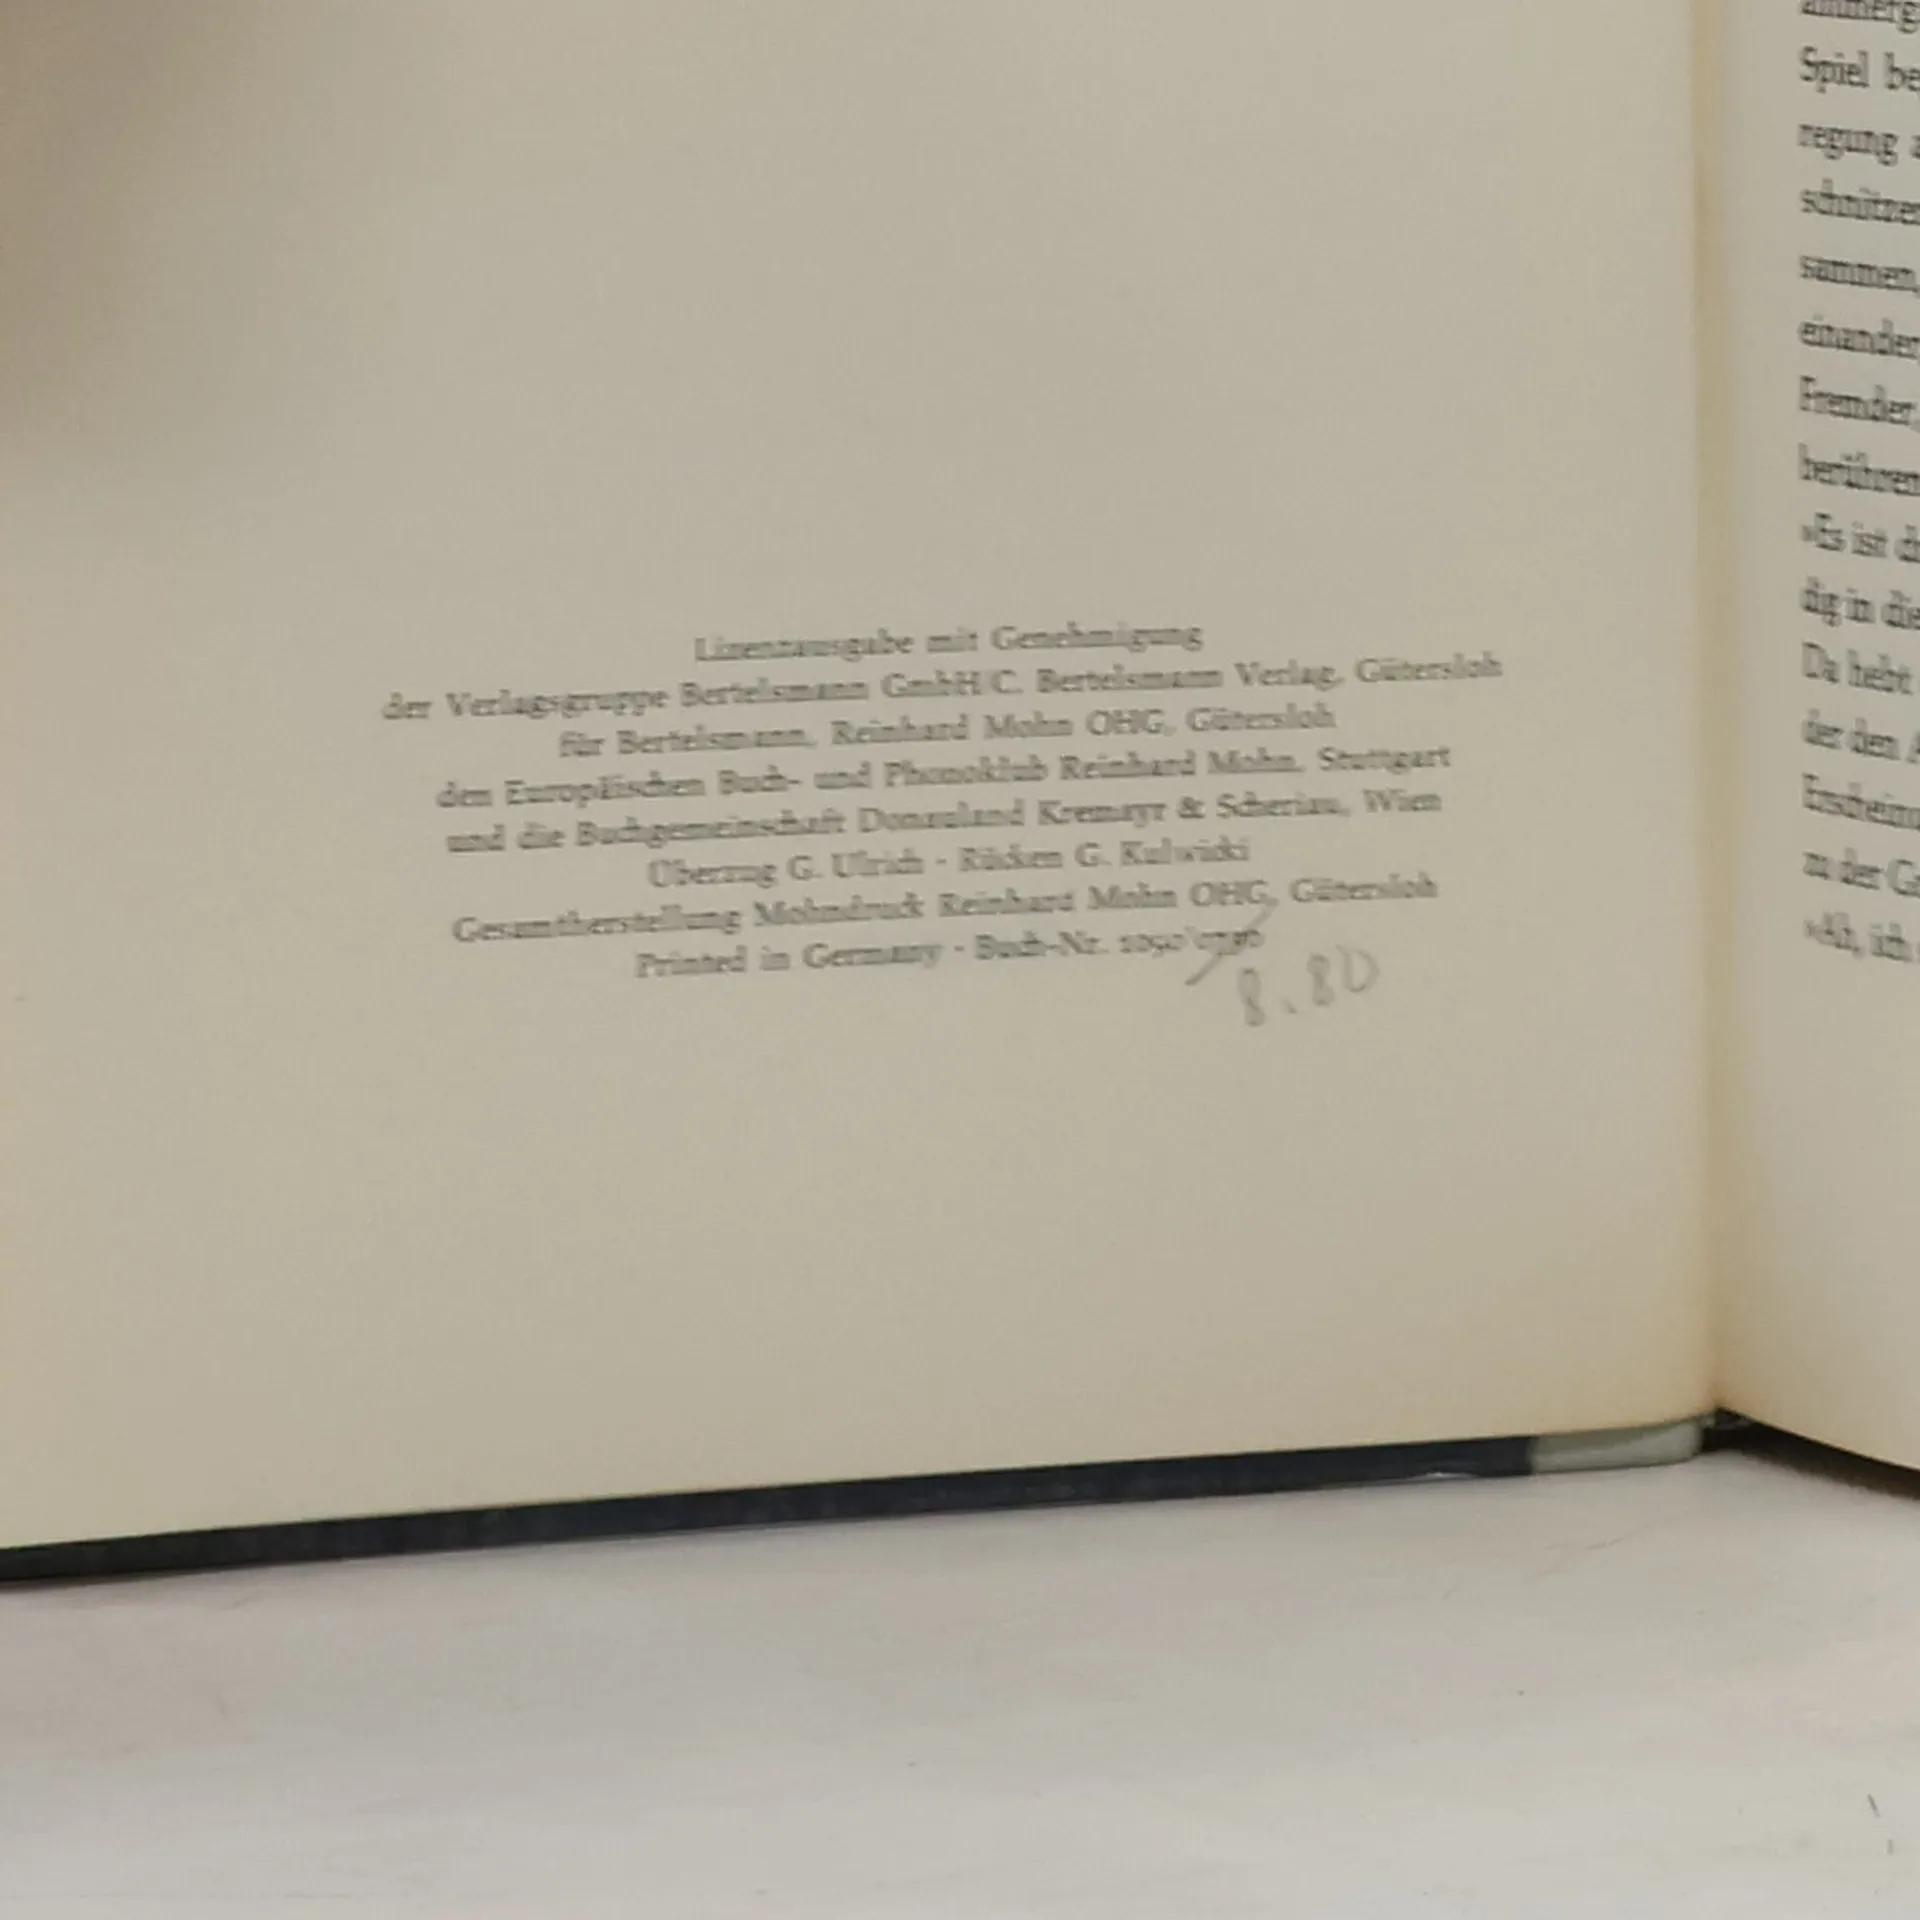 Lizenzausgabe mit Genehmigung
der Verlagsgruppe Bertelsmann GmbH/C. Bertelsmann Verlag, Gütersloh
für Bertelsmann, Reinhard Mohn OHG, Gütersloh
den Europäischen Buch- und Phonoklub Reinhard Mohn, Stuttgart
und die Buchgemeinschaft Donauland Kremayr & Scheriau, Wien
Überzug G. Ulrich · Rücken G. Kulwicki
Gesamtherstellung Mohndruck Reinhard Mohn OHG, Gütersloh
Printed in Germany · Buch-Nr.
8.80
Spiel be
regung a
schnitzer
sammen,
einander,
Fremder,
berühren
»Es ist
dig in die
Da hebt
der den A
Erscheinu
zu der Ge
»Ah, ich